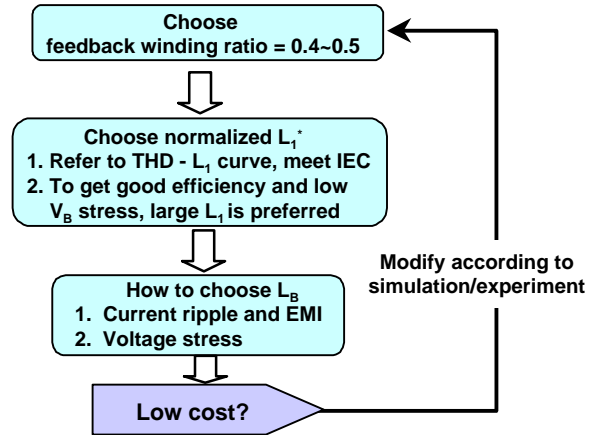 Choose
feedback winding ratio = 0.4~0.5
Choose normalized L1*
1. Refer to THD - L1 curve, meet IEC
2. To get good efficiency and low
VB stress, large L1 is preferred
How to choose LB
1. Current ripple and EMI
2. Voltage stress
Low cost?
Modify according to
simulation/experiment